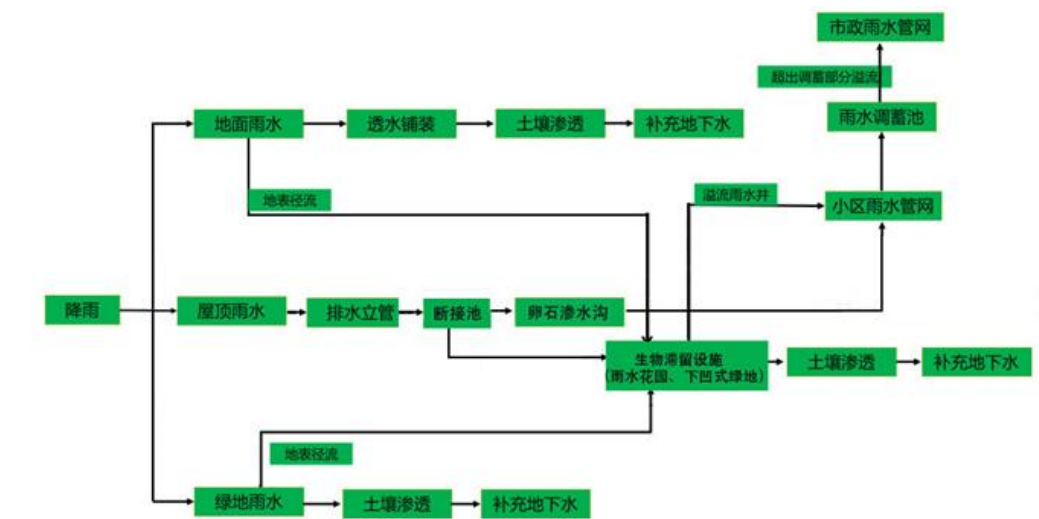 市政雨水管网
超出调蓄部分溢流
雨水调蓄池
地面雨水
透水铺装
土壤渗透
补充地下水
地表径流
溢流雨水井
小区雨水管网
降雨
屋顶雨水
排水立管
断接池
卵石渗水沟
生物滞留设施
(雨水花园、下凹式绿地)
土壤渗透
补充地下水
地表径流
绿地雨水
土壤渗透
补充地下水